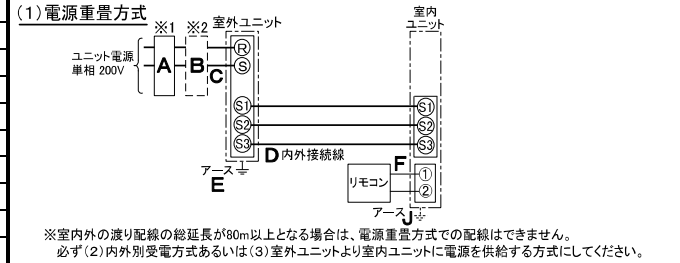 (1)電源重畳方式
※1 ※2 室外ユニット
室内
ユニット
ユニット電源
単相 200V
A B C
R
S
S1 S1
S2 S2
S3 S3
D 内外接続線
アース
E
F
リモコン
①
②
アース J
※室内外の渡り配線の総延長が80m以上となる場合は、電源重畳方式での配線はできません。
必ず(2)内外別受電方式あるいは(3)室外ユニットより室内ユニットに電源を供給する方式にしてください。